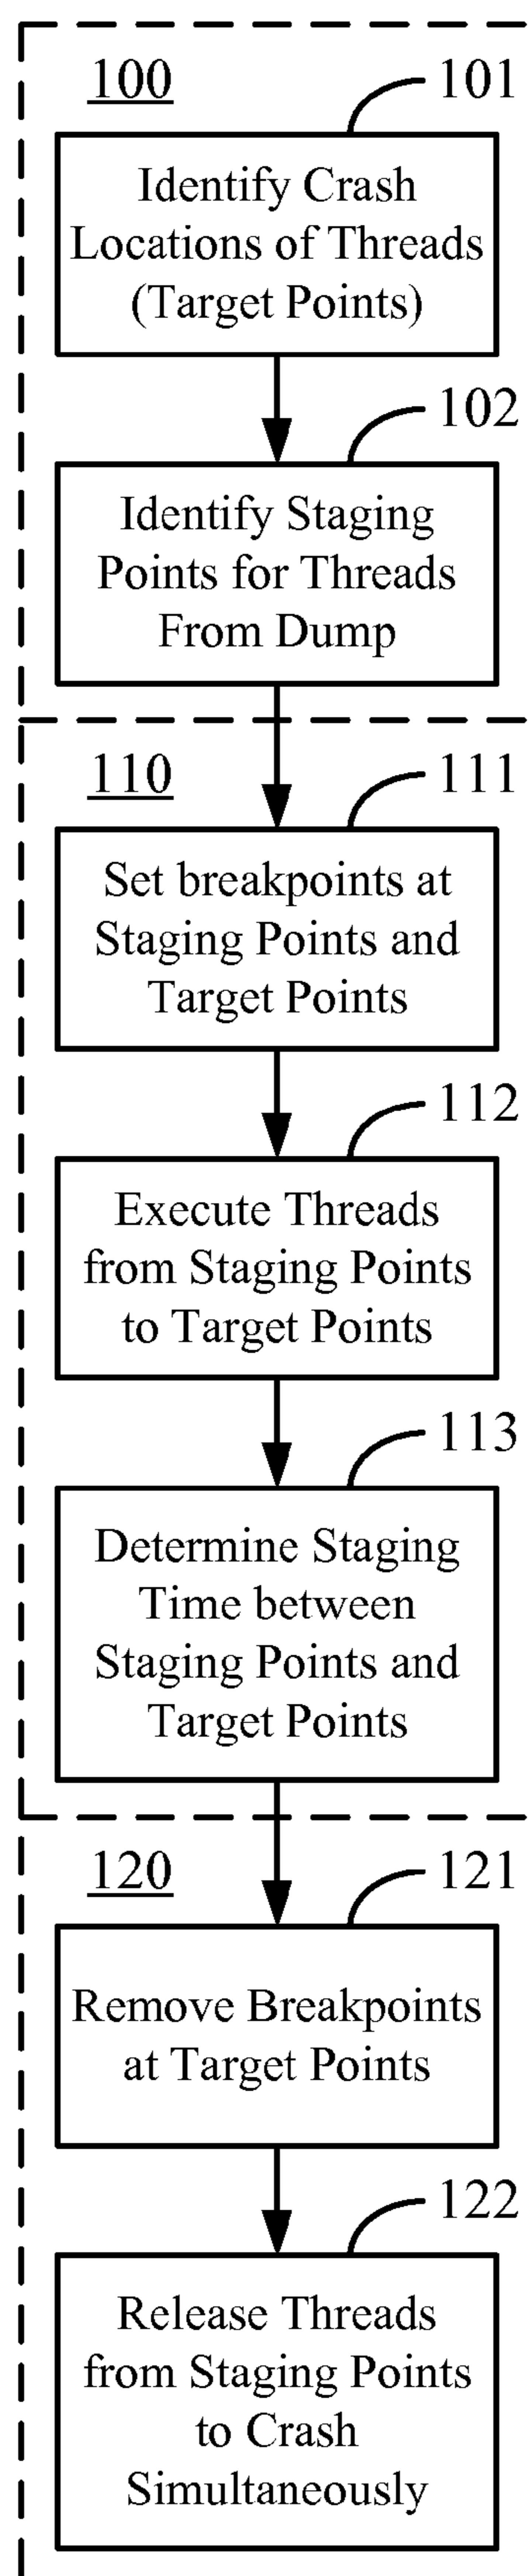 100
101
Identify Crash
Locations of Threads
(Target Points)
102
Identify Staging
Points for Threads
From Dump
110
111
Set breakpoints at
Staging Points and
Target Points
112
Execute Threads
from Staging Points
to Target Points
113
Determine Staging
Time between
Staging Points and
Target Points
120
121
Remove Breakpoints
at Target Points
122
Release Threads
from Staging Points
to Crash
Simultaneously